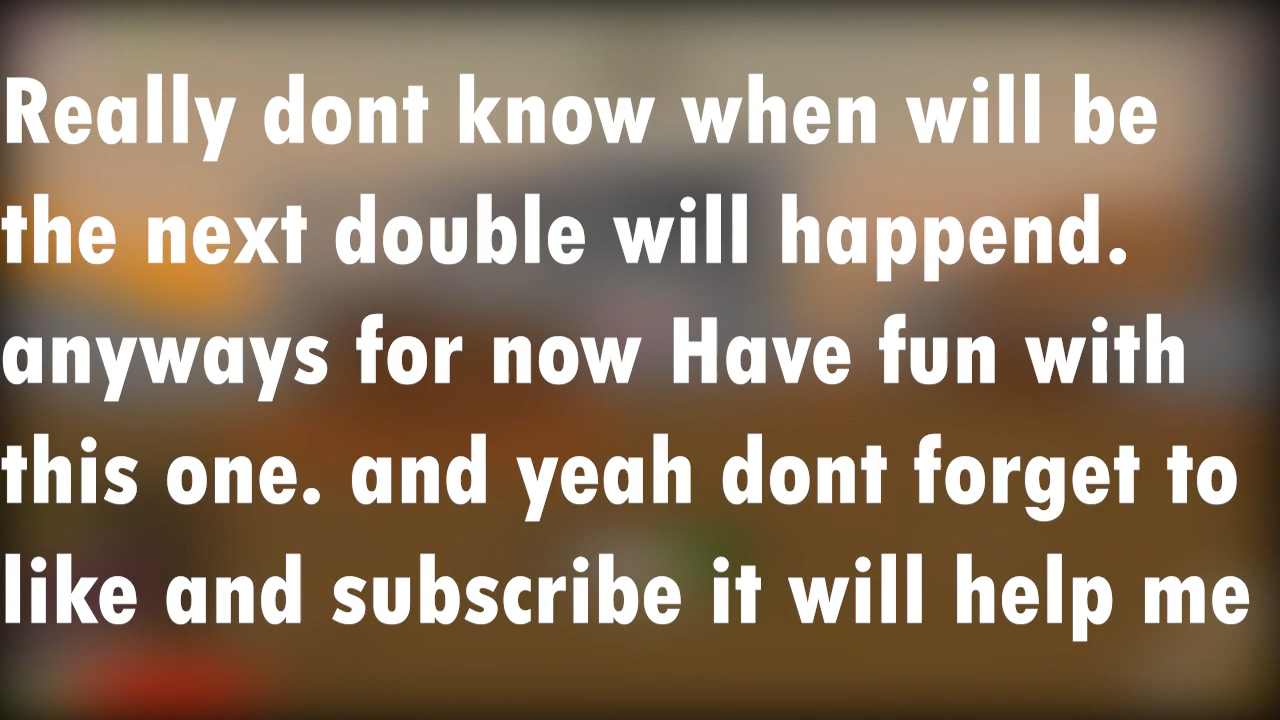 Really dont know when will be
the next double will happend.
anyways for now Have fun with
this one. and yeah dont forget to
like and subscribe it will help me